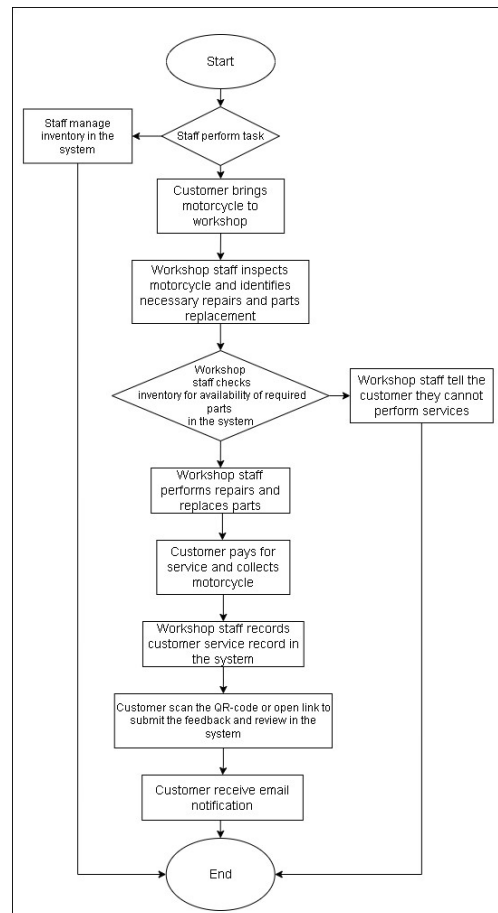 Start
Staff manage
inventory in the
system
Staff perform task
Customer brings
motorcycle to
workshop
Workshop staff inspects
motorcycle and identifies
necessary repairs and parts
replacement
Workshop
staff checks
inventory for availability of required
parts
in the system
Workshop staff tell the
customer they cannot
perform services
Workshop staff
performs repairs and
replaces parts
Customer pays for
service and collects
motorcycle
Workshop staff records
customer service record in
the system
Customer scan the QR-code or open link to
submit the feedback and review in the
system
Customer receive email
notification
End